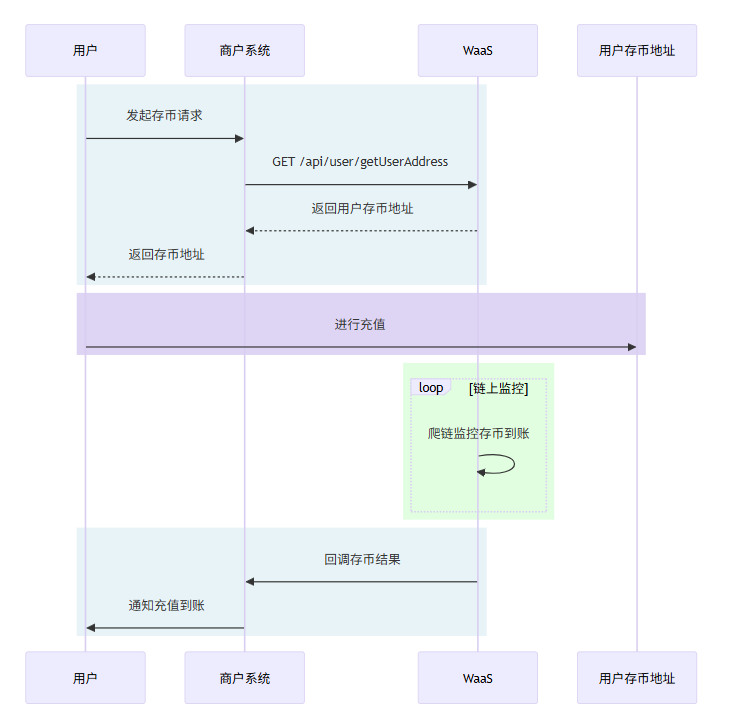 用户
商户系统
WaaS
用户存币地址
发起存币请求
GET /api/user/getUserAddress
返回用户存币地址
返回存币地址
进行充值
loop
[链上监控]
爬链监控存币到账
回调存币结果
通知充值到账
用户
商户系统
WaaS
用户存币地址